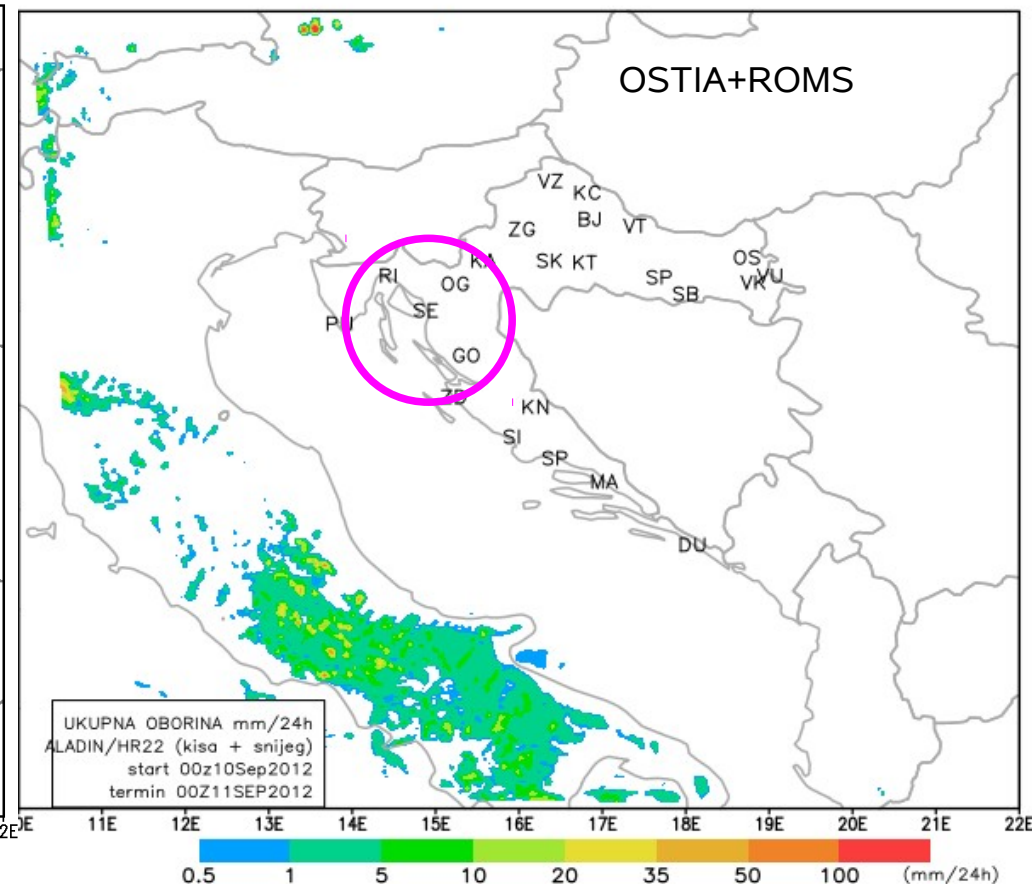 OSTIA+ROMS
VZ
KC
BJ
ZG
VT
KA
SK KT
OS
RI
OG
SP
VK
VU
SE
SB
PU
GO
ZD
KN
SI
SP
MA
DU
UKUPNA OBORINA mm/24h
ALADIN/HR22 (kisa + snijeg)
start 00z10Sep2012
termin 00Z11SEP2012
2E
0E 11E 12E 13E 14E 15E 16E 17E 18E 19E 20E 21E 22E
0.5 1 5 10 20 35 50 100 (mm/24h)